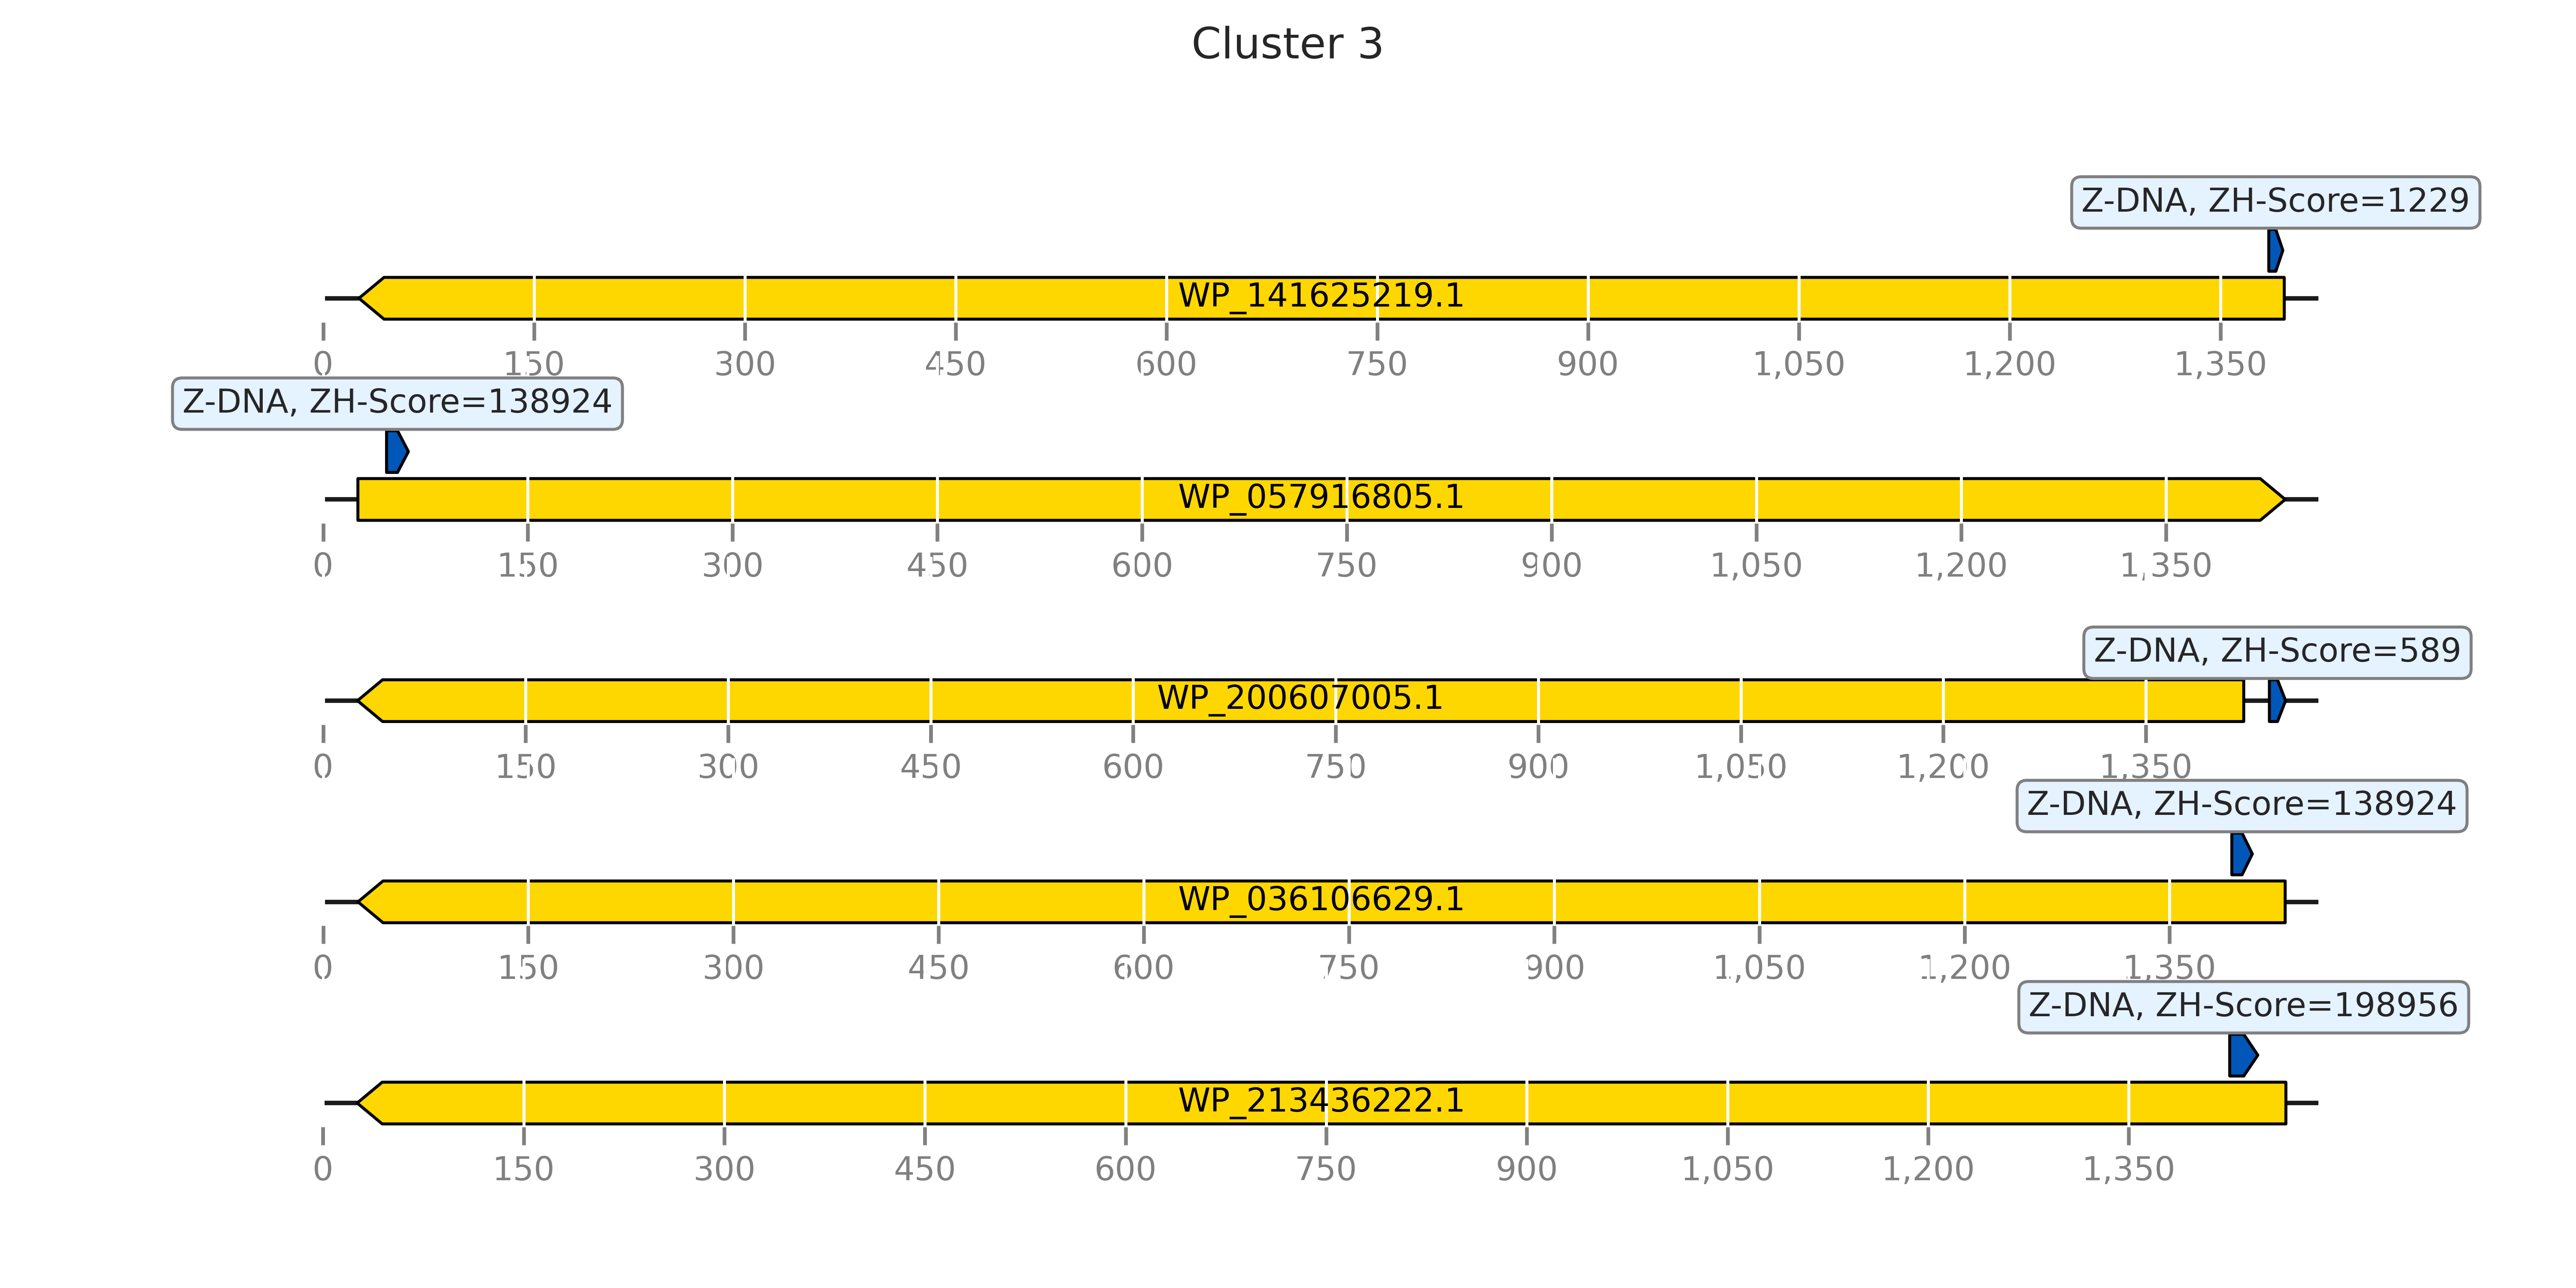 Cluster 3
Z-DNA, ZH-Score=1229
WP_141625219.1
0 150 300 450 600 750 900 1,050 1,200 1,350
Z-DNA, ZH-Score=138924
WP_057916805.1
0 150 300 450 600 750 900 1,050 1,200 1,350
Z-DNA, ZH-Score=589
WP_200607005.1
0 150 300 450 600 750 900 1,050 1,200 1,350
Z-DNA, ZH-Score=138924
WP_036106629.1
0 150 300 450 600 750 900 1,050 1,200 1,350
Z-DNA, ZH-Score=198956
WP_213436222.1
0 150 300 450 600 750 900 1,050 1,200 1,350